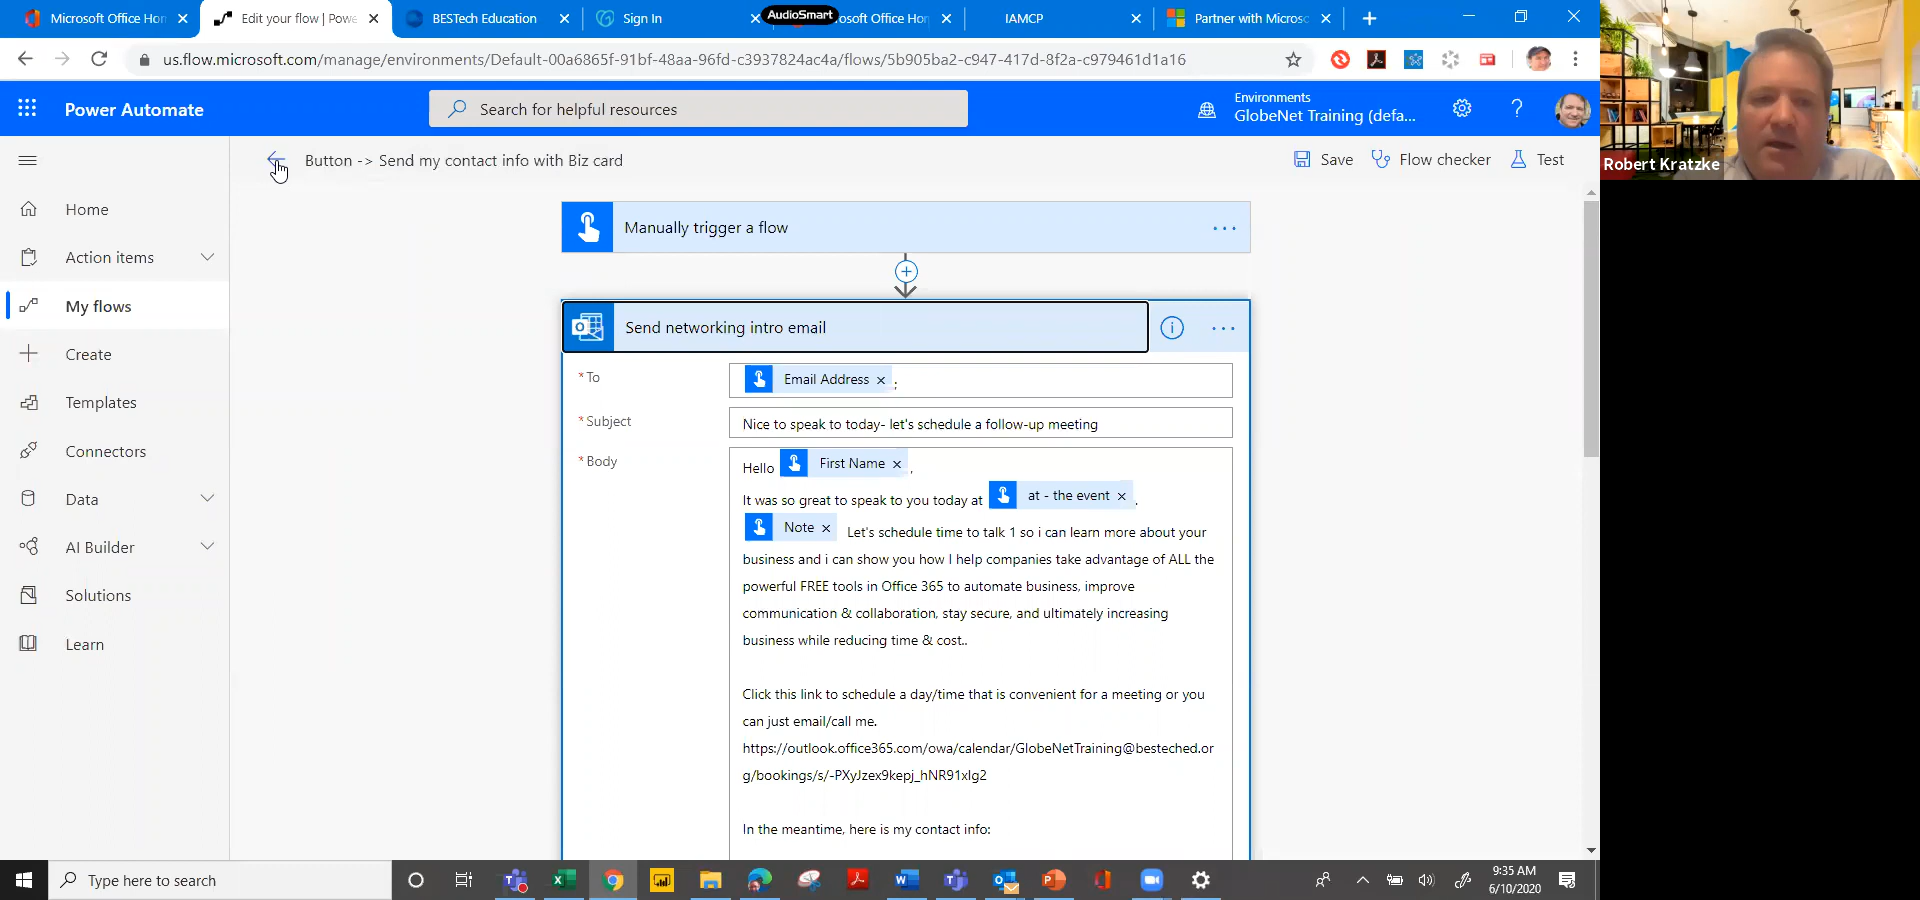 Microsoft Office Hon
Edit your flow | Powe
BESTech Education
Sign In
AudioSmart
osoft Office Hon
IAMCP
Partner with Microsc
us.flow.microsoft.com/manage/environments/Default-00a6865f-91bf-48aa-96fd-c3937824ac4a/flows/5b905ba2-c947-417d-8f2a-c979461d1a16
Power Automate
Search for helpful resources
Environments
GlobeNet Training (defa...
Robert Kratzke
Button -> Send my contact info with Biz card
Save
Flow checker
Test
Home
Action items
My flows
Create
Templates
Connectors
Data
AI Builder
Solutions
Learn
Manually trigger a flow
Send networking intro email
* To
Email Address ;
* Subject
Nice to speak to today- let's schedule a follow-up meeting
* Body
Hello First Name ,
It was so great to speak to you today at at - the event .
Note Let's schedule time to talk 1 so i can learn more about your
business and i can show you how I help companies take advantage of ALL the
powerful FREE tools in Office 365 to automate business, improve
communication & collaboration, stay secure, and ultimately increasing
business while reducing time & cost..
Click this link to schedule a day/time that is convenient for a meeting or you
can just email/call me.
https://outlook.office365.com/owa/calendar/GlobeNetTraining@besteched.or
g/bookings/s/-PXyJzex9kepj_hNR91xIg2
In the meantime, here is my contact info:
Type here to search
9:35 AM
6/10/2020